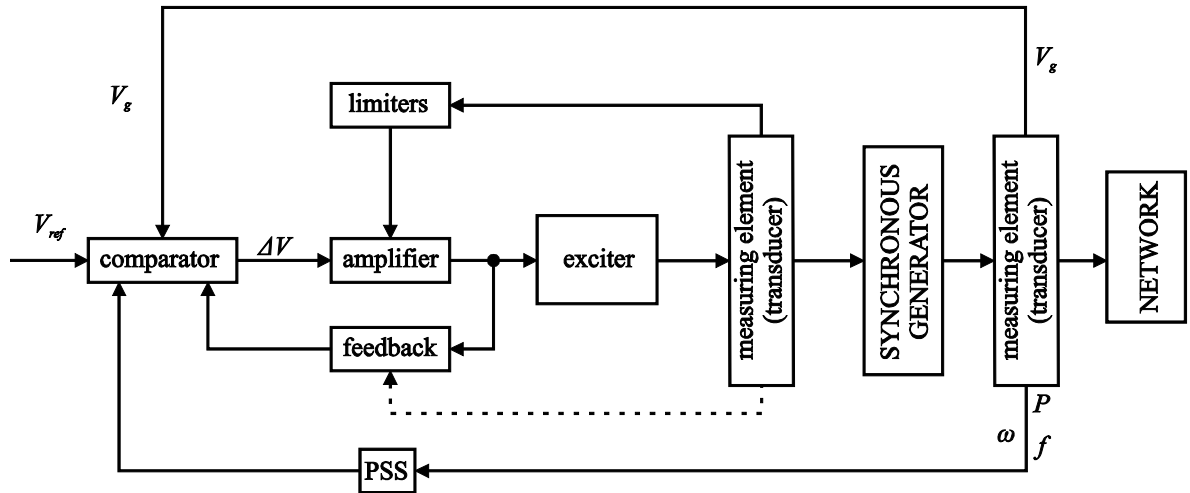 V_g
V_g
limiters
V_ref
comparator
ΔV
amplifier
exciter
measuring element
(transducer)
SYNCHRONOUS
GENERATOR
measuring element
(transducer)
NETWORK
feedback
P
ω
f
PSS